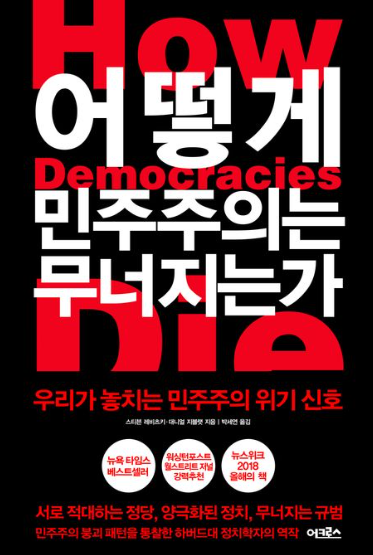 How
어떻게
Democracies
민주주의는
무너지는가
Die
우리가 놓치는 민주주의 위기 신호
스티븐 레비츠키 · 대니얼 지블랫 지음 | 박세연 옮김
뉴욕 타임스
베스트셀러
워싱턴포스트
월스트리트 저널
강력추천
뉴스위크
2018
올해의 책
서로 적대하는 정당, 양극화된 정치, 무너지는 규범
민주주의 붕괴 패턴을 통찰한 하버드대 정치학자의 역작
어크로스